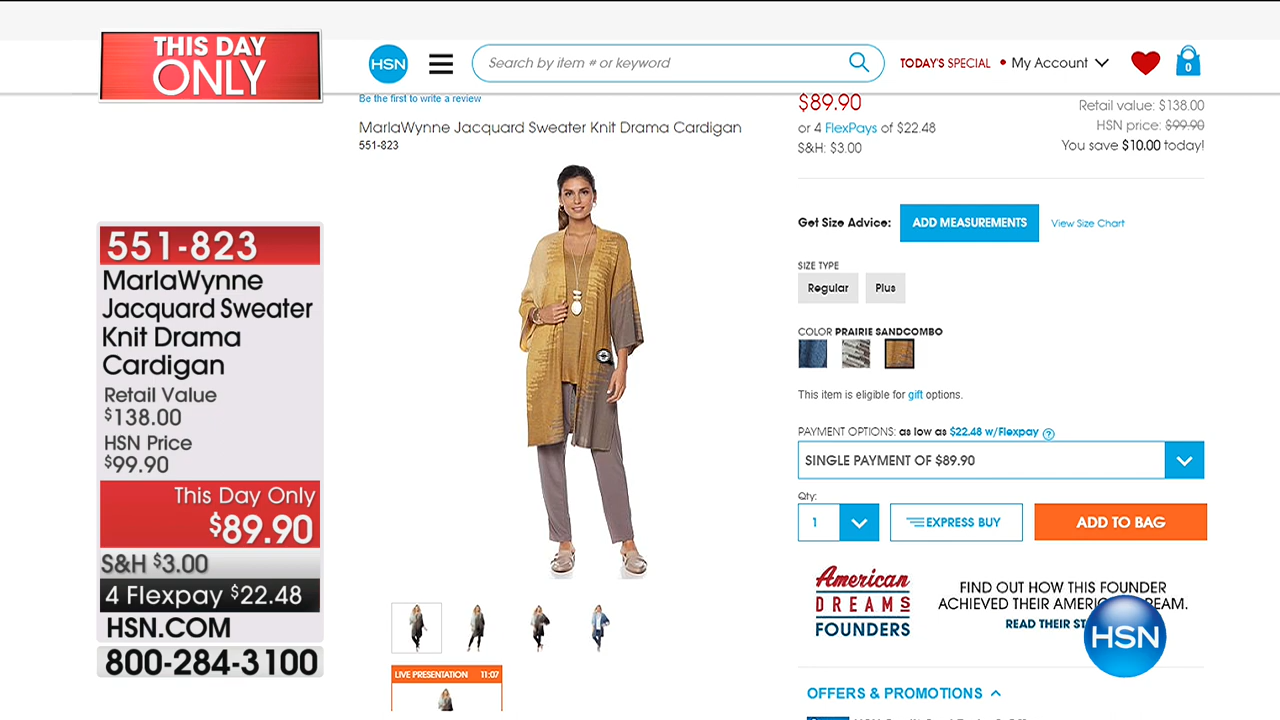 THIS DAY
ONLY
HSN
Search by item # or keyword
TODAY'S SPECIAL • My Account
0
Be the first to write a review
MarlaWynne Jacquard Sweater Knit Drama Cardigan
551-823
$89.90
or 4 FlexPays of $22.48
S&H: $3.00
Retail value: $138.00
HSN price: $99.90
You save $10.00 today!
Get Size Advice:
ADD MEASUREMENTS
View Size Chart
SIZE TYPE
Regular
Plus
COLOR PRAIRIE SANDCOMBO
This item is eligible for gift options.
PAYMENT OPTIONS: as low as $22.48 w/Flexpay ?
SINGLE PAYMENT OF $89.90
Qty:
1
EXPRESS BUY
ADD TO BAG
American
DREAMS
FOUNDERS
FIND OUT HOW THIS FOUNDER
ACHIEVED THEIR
READ THEIR
HSN
OFFERS & PROMOTIONS
LIVE PRESENTATION 11:07
551-823
MarlaWynne
Jacquard Sweater
Knit Drama
Cardigan
Retail Value
$138.00
HSN Price
$99.90
This Day Only
$89.90
S&H $3.00
4 Flexpay $22.48
HSN.COM
800-284-3100